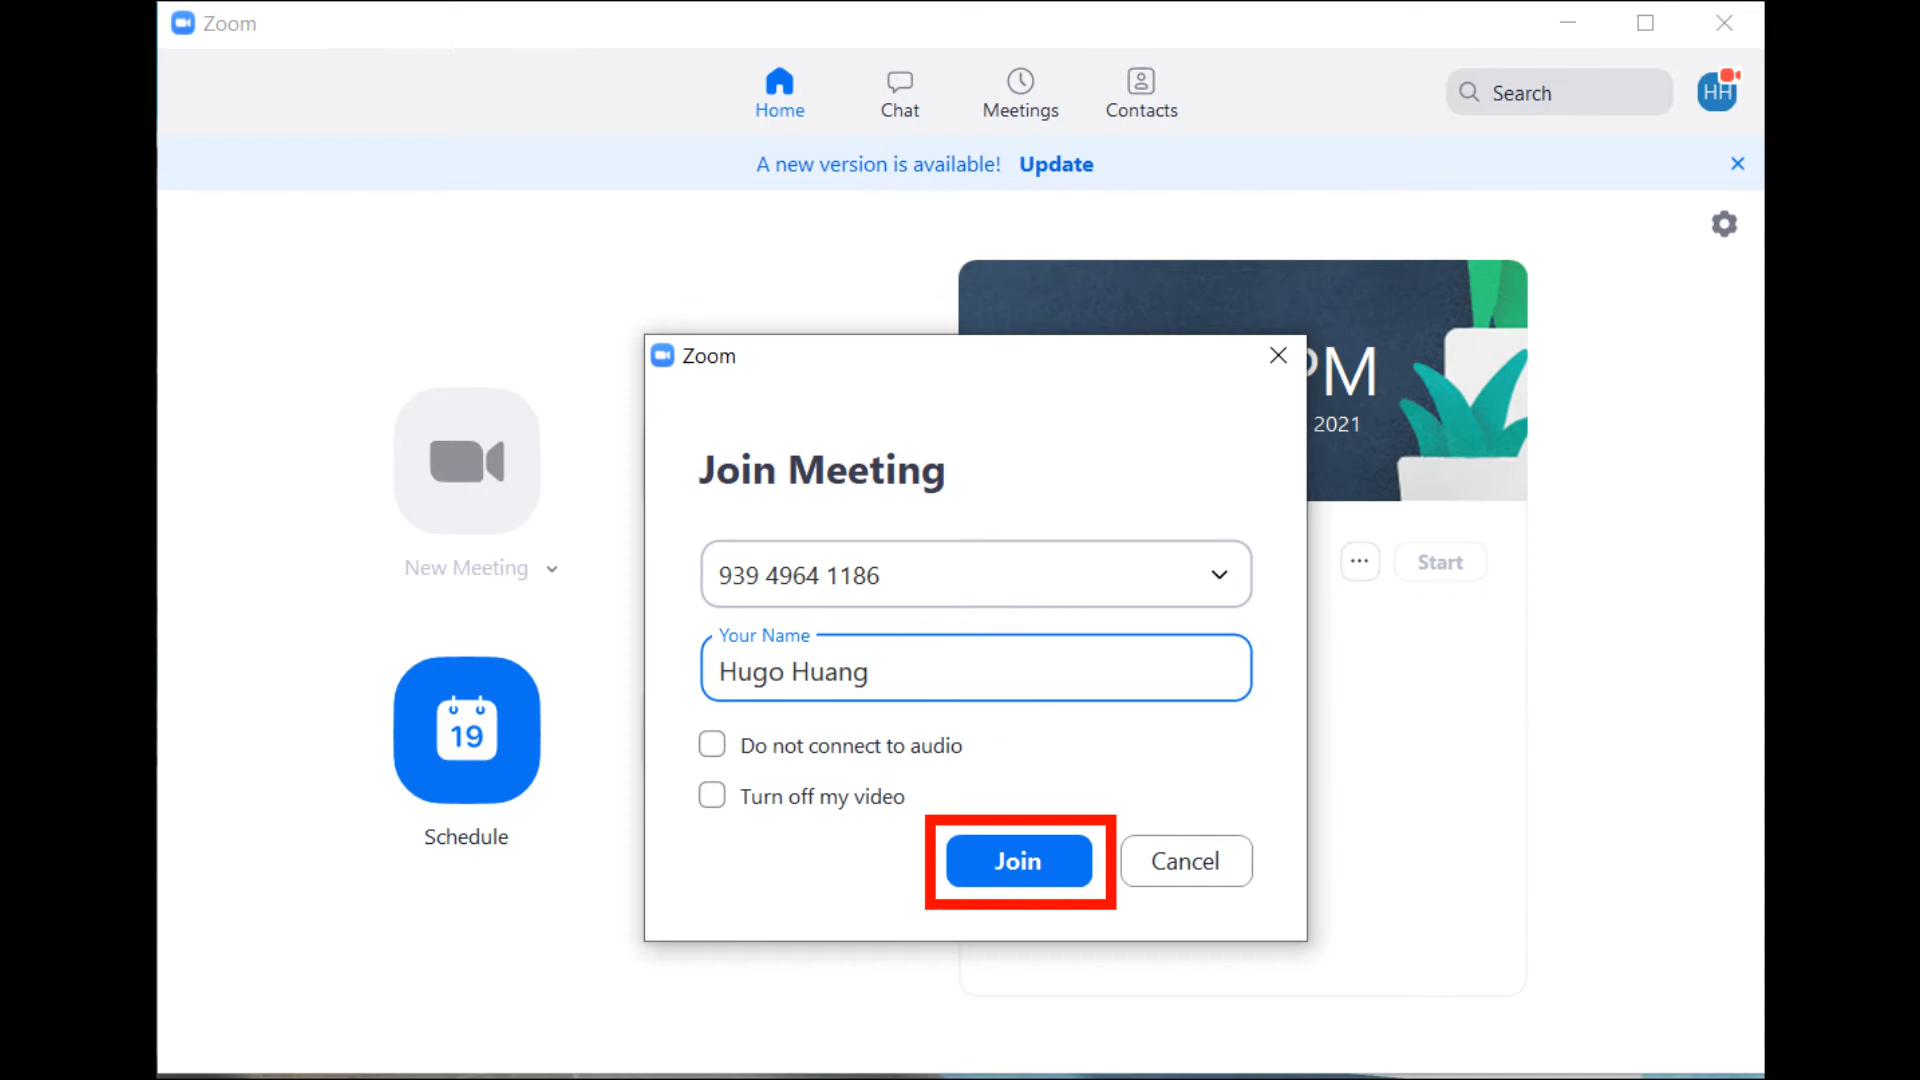 Zoom
Home
Chat
Meetings
Contacts
Search
HH
A new version is available! Update
Zoom
PM
2021
Join Meeting
939 4964 1186
Your Name
Hugo Huang
Do not connect to audio
Turn off my video
Join
Cancel
New Meeting
19
Schedule
Start